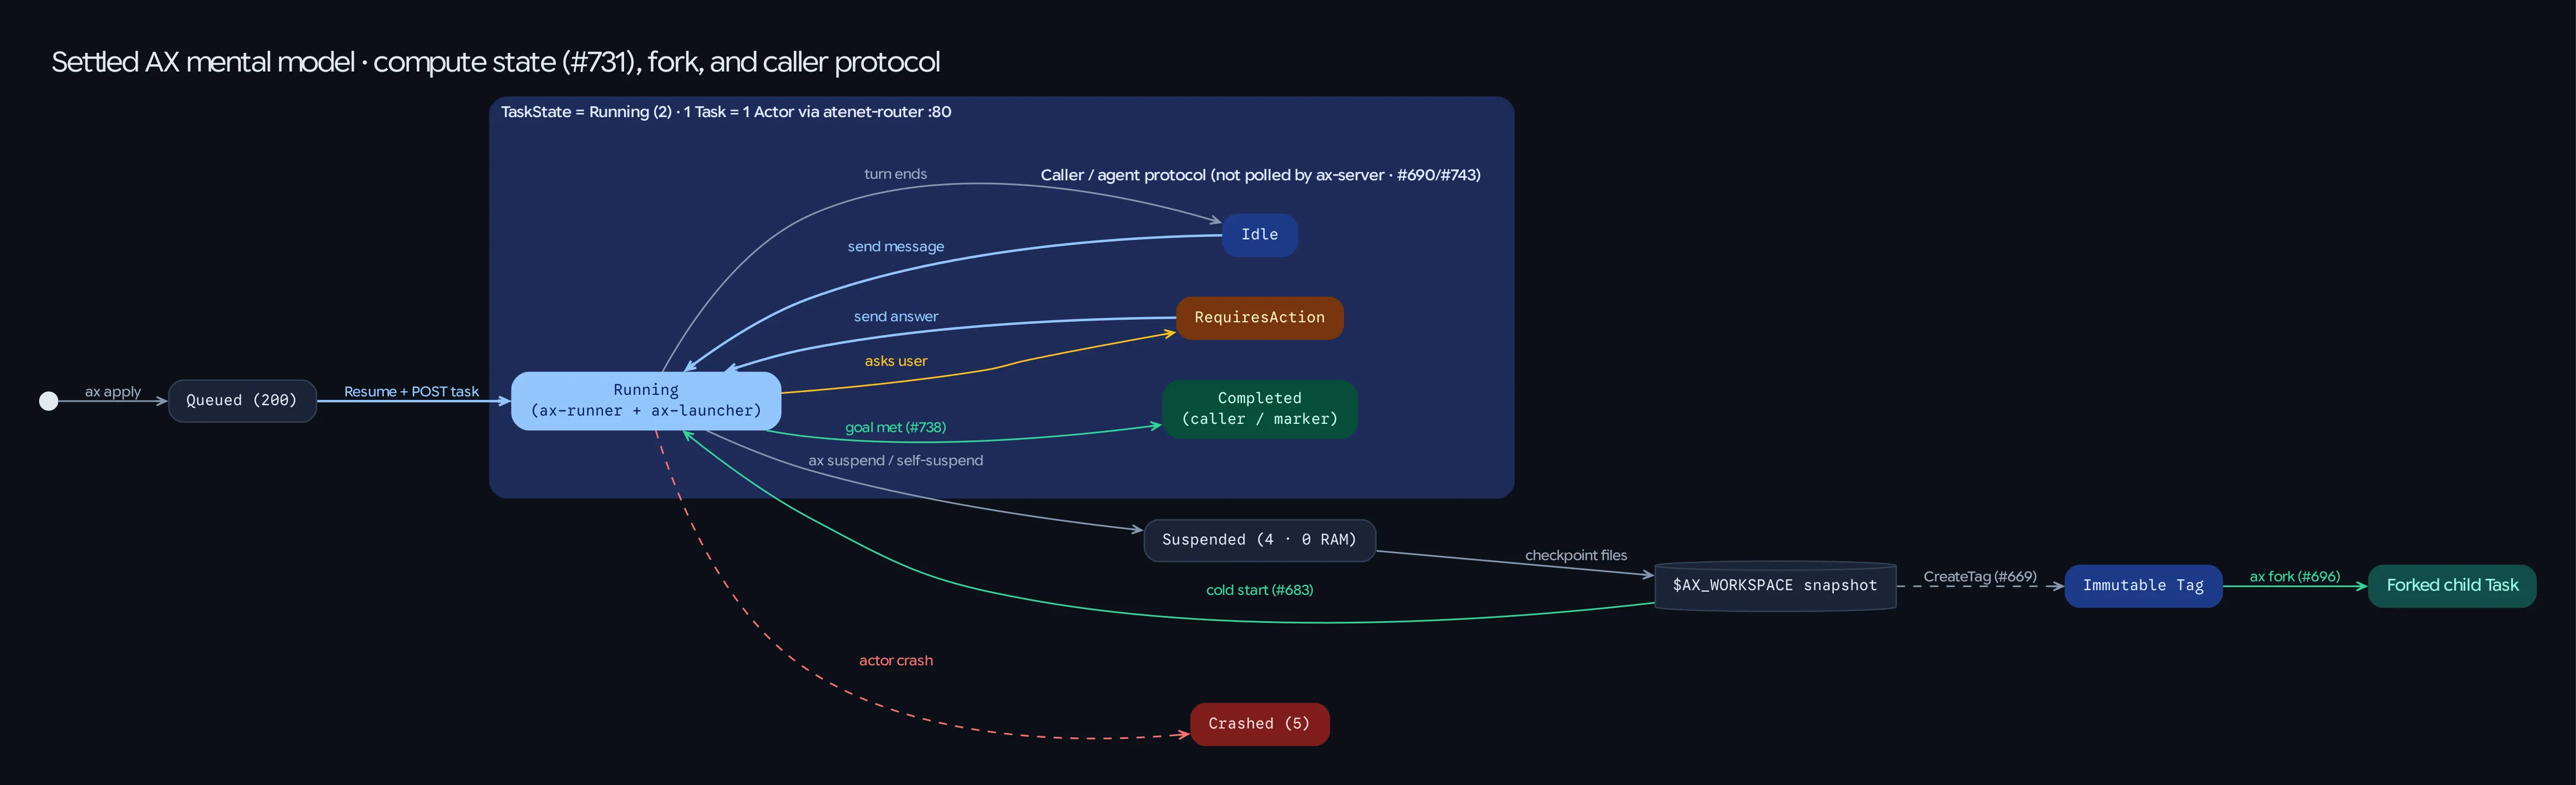 Settled AX mental model · compute state (#731), fork, and caller protocol
TaskState = Running (2) · 1 Task = 1 Actor via atenet-router :80
turn ends
Caller / agent protocol (not polled by ax-server · #690/#743)
Idle
send message
send answer
RequiresAction
asks user
ax apply
Queued (200)
Resume + POST task
Running
(ax-runner + ax-launcher)
Completed
(caller / marker)
goal met (#738)
ax suspend / self-suspend
Suspended (4 · 0 RAM)
checkpoint files
cold start (#683)
$AX_WORKSPACE snapshot
CreateTag (#669)
Immutable Tag
ax fork (#696)
Forked child Task
actor crash
Crashed (5)